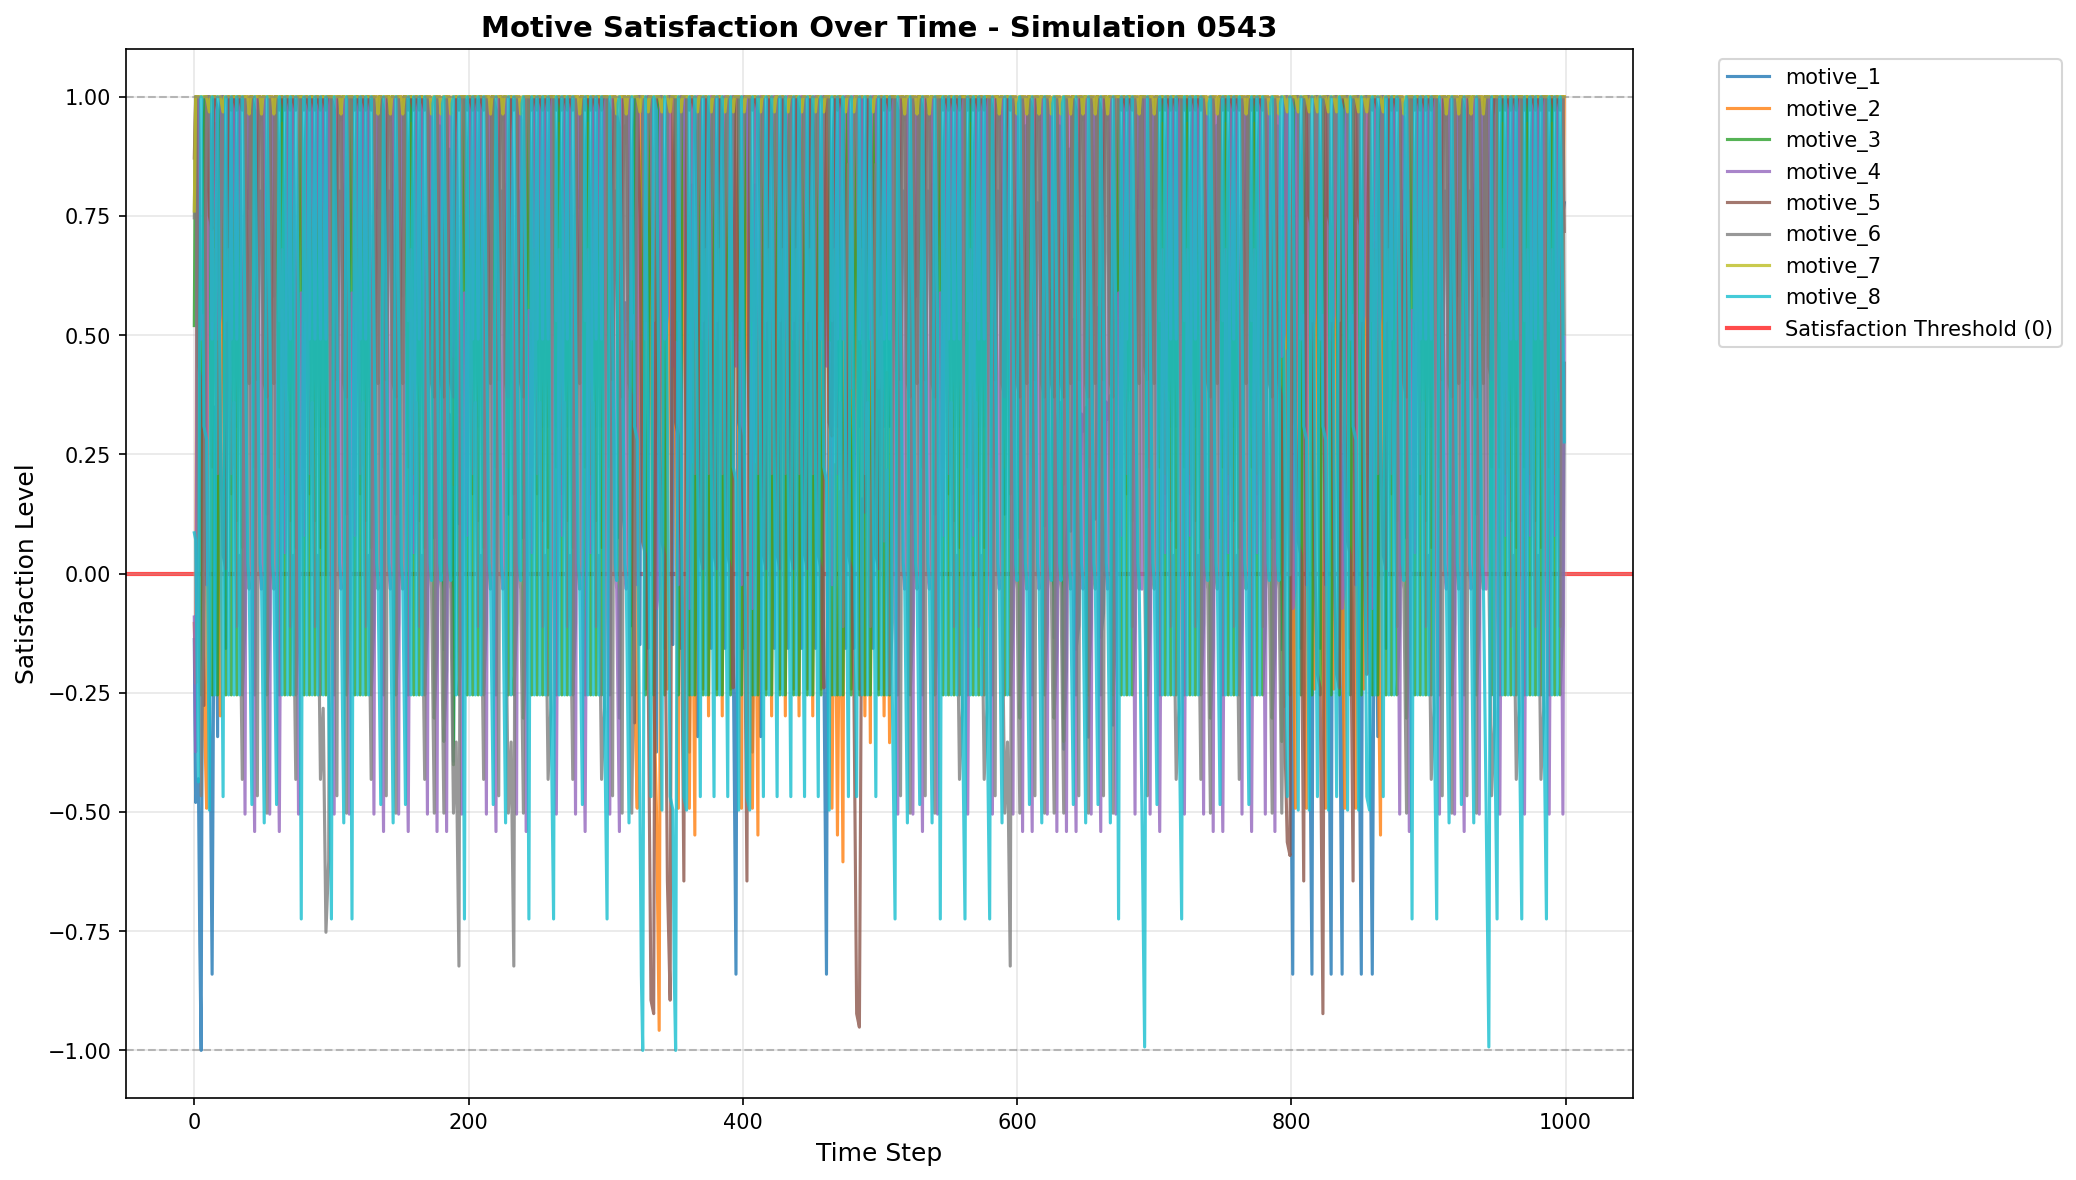 Motive Satisfaction Over Time - Simulation 0543
1.00
0.75
0.50
0.25
0.00
−0.25
−0.50
−0.75
−1.00
Satisfaction Level
0
200
400
600
800
1000
Time Step
motive_1
motive_2
motive_3
motive_4
motive_5
motive_6
motive_7
motive_8
Satisfaction Threshold (0)